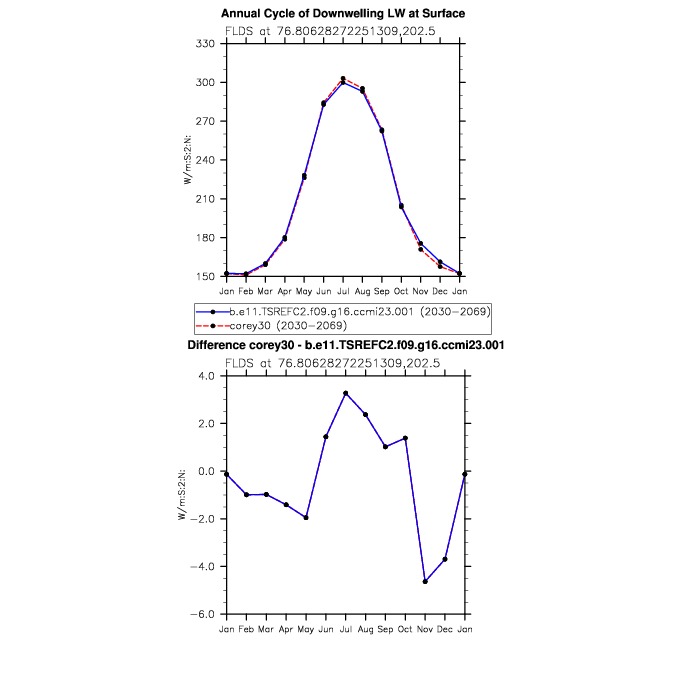 Annual Cycle of Downwelling LW at Surface
FLDS at 76.80628272251309,202.5
330
300
270
240
210
180
150
W/m:S:2:N:
Jan Feb Mar Apr May Jun Jul Aug Sep Oct Nov Dec Jan
b.e11.TSREFC2.f09.g16.ccmi23.001 (2030-2069)
corey30 (2030-2069)
Difference corey30 - b.e11.TSREFC2.f09.g16.ccmi23.001
FLDS at 76.80628272251309,202.5
4.0
2.0
0.0
-2.0
-4.0
-6.0
W/m:S:2:N:
Jan Feb Mar Apr May Jun Jul Aug Sep Oct Nov Dec Jan